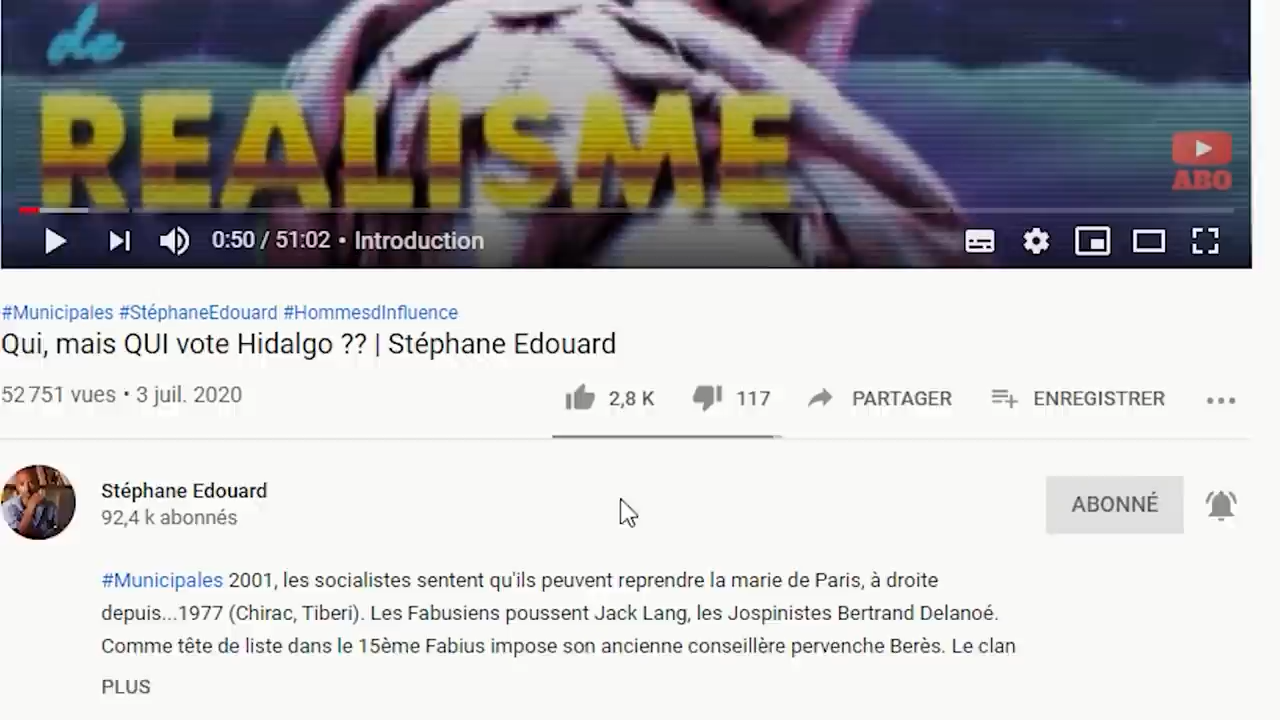 de
REALISME
ABO
0:50 / 51:02 • Introduction
#Municipales #StéphaneEdouard #HommesdInfluence
Qui, mais QUI vote Hidalgo ?? | Stéphane Edouard
52 751 vues • 3 juil. 2020
2,8 K 117 PARTAGER ENREGISTRER
Stéphane Edouard
92,4 k abonnés
ABONNÉ
#Municipales 2001, les socialistes sentent qu'ils peuvent reprendre la marie de Paris, à droite
depuis...1977 (Chirac, Tiberi). Les Fabusiens poussent Jack Lang, les Jospinistes Bertrand Delanoé.
Comme tête de liste dans le 15ème Fabius impose son ancienne conseillère pervenche Berès. Le clan
PLUS